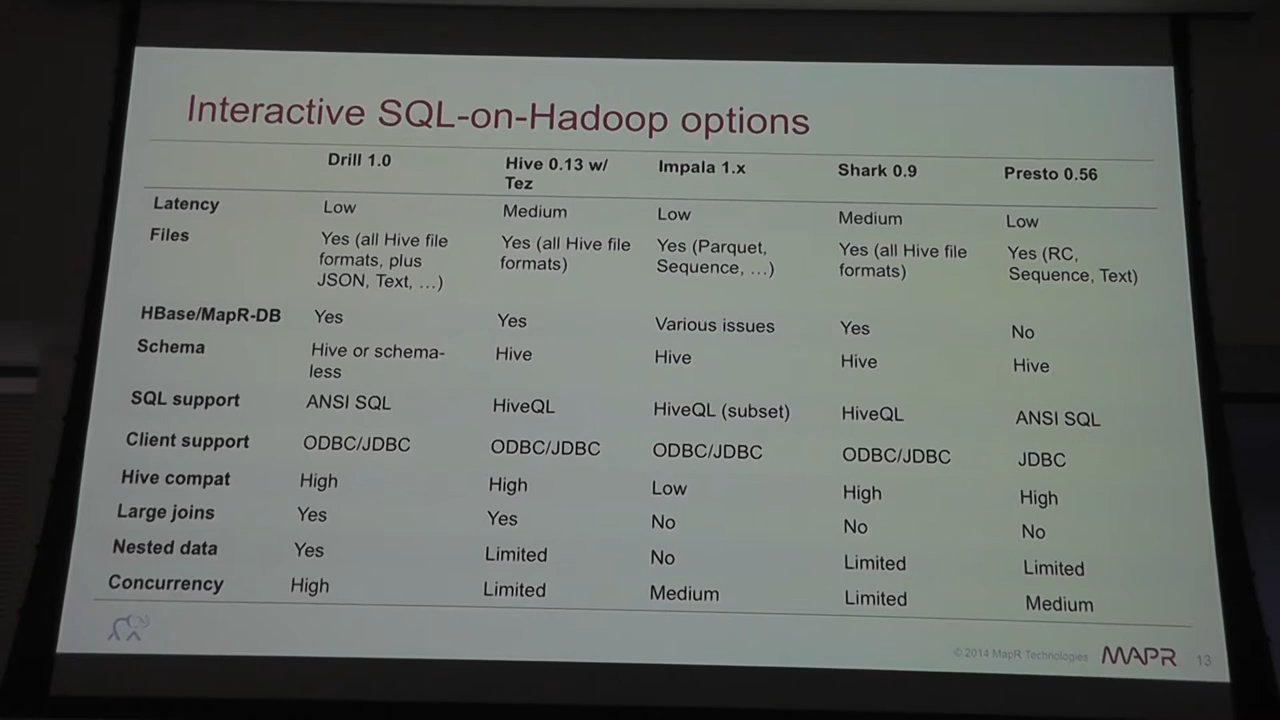 Interactive SQL-on-Hadoop options
Drill 1.0 Hive 0.13 w/ Impala 1.x Shark 0.9 Presto 0.56
Tez
Latency Low Medium Low Medium Low
Files Yes (all Hive file Yes (all Hive file Yes (Parquet, Yes (all Hive file Yes (RC,
formats, plus formats) Sequence, …) formats) Sequence, Text)
JSON, Text, …)
HBase/MapR-DB Yes Yes Various issues Yes No
Schema Hive or schema- Hive Hive Hive Hive
less
SQL support ANSI SQL HiveQL HiveQL (subset) HiveQL ANSI SQL
Client support ODBC/JDBC ODBC/JDBC ODBC/JDBC ODBC/JDBC JDBC
Hive compat High High Low High High
Large joins Yes Yes No No No
Nested data Yes Limited No Limited Limited
Concurrency High Limited Medium Limited Medium
© 2014 MapR Technologies MAPR 13